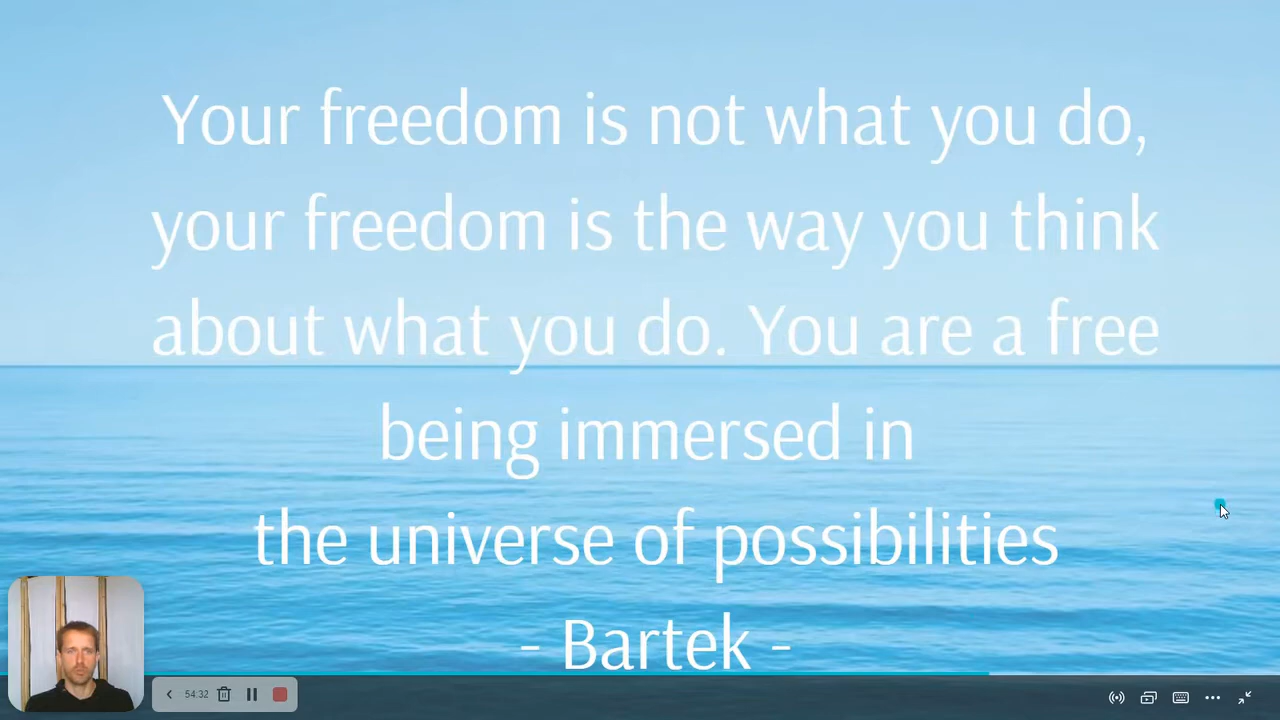 Your freedom is not what you do,
your freedom is the way you think
about what you do. You are a free
being immersed in
the universe of possibilities
- Bartek -
54:32